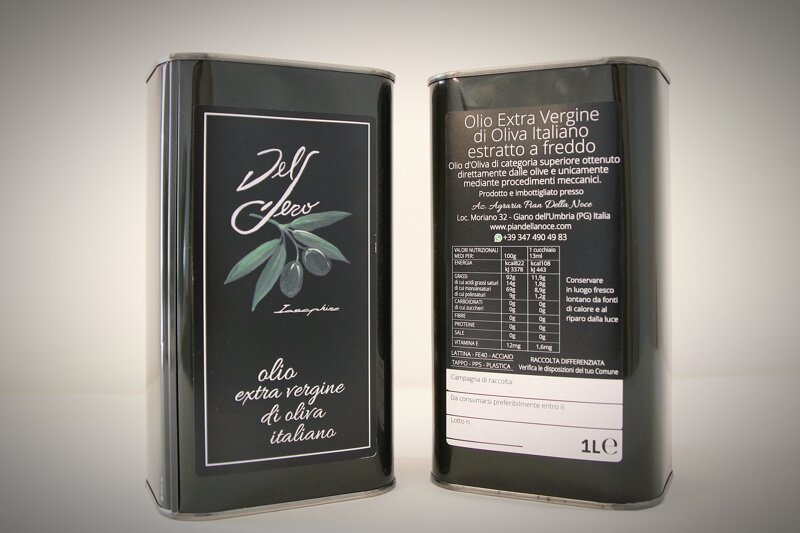 Del
Sero
Iosephine
olio
extra vergine
di oliva
italiano
Olio Extra Vergine
di Oliva Italiano
estratto a freddo
Olio d'Oliva di categoria superiore ottenuto
direttamente dalle olive e unicamente
mediante procedimenti meccanici.
Prodotto e imbottigliato presso
Az. Agraria Pian Della Noce
Loc. Moriano 32 - Giano dell'Umbria (PG) Italia
www.piandellanoce.com
+39 347 490 49 83
VALORI NUTRIZIONALI 1 cucchiaio
MEDI PER: 100g 13ml
ENERGIA kcal822 kcal108
kJ 3378 kJ 443
GRASSI 92g 11,9g
di cui acidi grassi saturi 14g 1,8g
di cui monoinsaturi 69g 8,9g
di cui polinsaturi 9g 1,2g
CARBOIDRATI 0g 0g
di cui zuccheri 0g 0g
FIBRE 0g 0g
PROTEINE 0g 0g
SALE 0g 0g
VITAMINA E 12mg 1,6mg
Conservare
in luogo fresco
lontano da fonti
di calore e al
riparo dalla luce
LATTINA - FE40 - ACCIAIO
TAPPO - PP5 - PLASTICA
RACCOLTA DIFFERENZIATA
Verifica le disposizioni del tuo Comune
Campagna di raccolta:
Da consumarsi preferibilmente entro il:
Lotto n.
1L℮